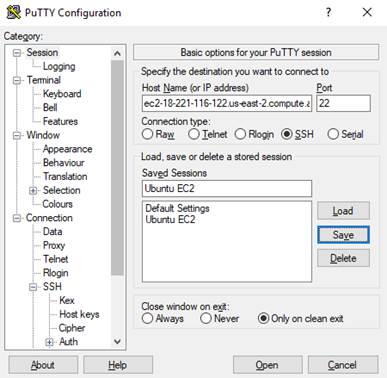 PuTTY Configuration
Category:
Session
Logging
Terminal
Keyboard
Bell
Features
Window
Appearance
Behaviour
Translation
Selection
Colours
Connection
Data
Proxy
Telnet
Rlogin
SSH
Kex
Host keys
Cipher
Auth
Basic options for your PuTTY session
Specify the destination you want to connect to
Host Name (or IP address) Port
ec2-18-221-116-122.us-east-2.compute.a 22
Connection type:
Raw Telnet Rlogin SSH Serial
Load, save or delete a stored session
Saved Sessions
Ubuntu EC2
Default Settings
Ubuntu EC2
Load
Save
Delete
Close window on exit:
Always Never Only on clean exit
About Help Open Cancel